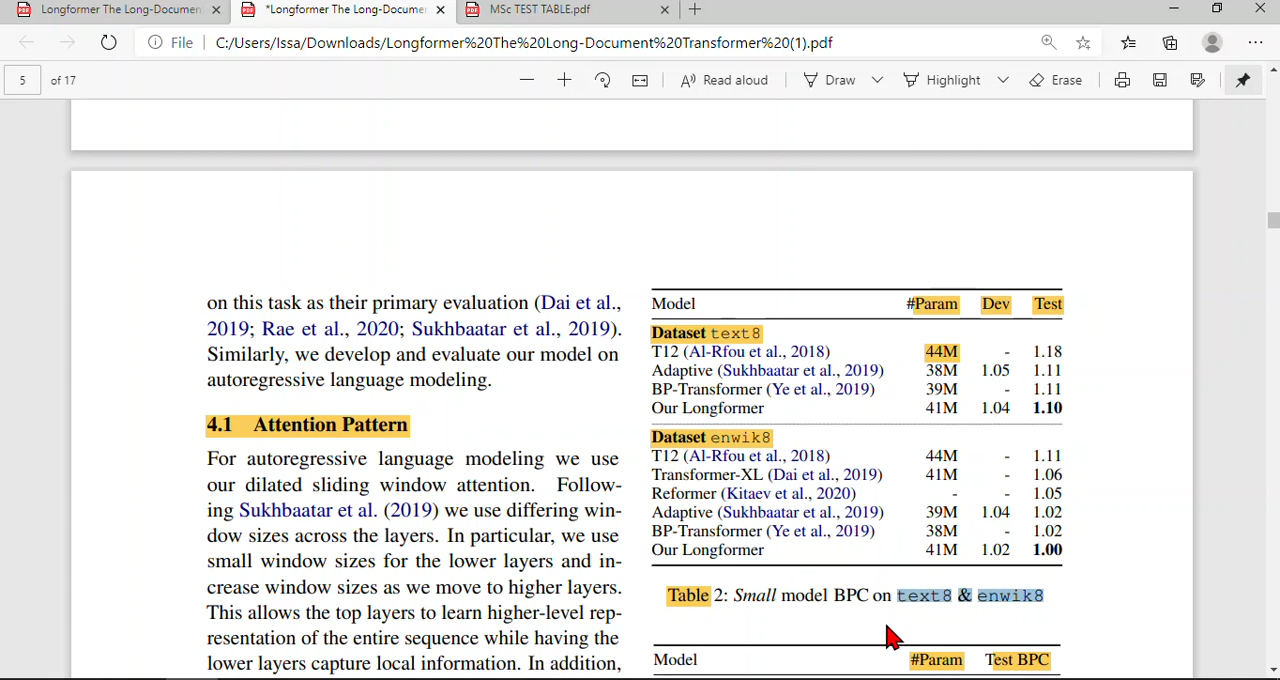 Longformer The Long-Documen
*Longformer The Long-Docume
MSc TEST TABLE.pdf
File
C:/Users/Issa/Downloads/Longformer%20The%20Long-Document%20Transformer%20(1).pdf
5 of 17
Read aloud
Draw
Highlight
Erase
on this task as their primary evaluation (Dai et al.,
2019; Rae et al., 2020; Sukhbaatar et al., 2019).
Similarly, we develop and evaluate our model on
autoregressive language modeling.
4.1 Attention Pattern
For autoregressive language modeling we use
our dilated sliding window attention. Follow-
ing Sukhbaatar et al. (2019) we use differing win-
dow sizes across the layers. In particular, we use
small window sizes for the lower layers and in-
crease window sizes as we move to higher layers.
This allows the top layers to learn higher-level rep-
resentation of the entire sequence while having the
lower layers capture local information. In addition,
Model #Param Dev Test
Dataset text8
T12 (Al-Rfou et al., 2018) 44M - 1.18
Adaptive (Sukhbaatar et al., 2019) 38M 1.05 1.11
BP-Transformer (Ye et al., 2019) 39M - 1.11
Our Longformer 41M 1.04 1.10
Dataset enwik8
T12 (Al-Rfou et al., 2018) 44M - 1.11
Transformer-XL (Dai et al., 2019) 41M - 1.06
Reformer (Kitaev et al., 2020) - - 1.05
Adaptive (Sukhbaatar et al., 2019) 39M 1.04 1.02
BP-Transformer (Ye et al., 2019) 38M - 1.02
Our Longformer 41M 1.02 1.00
Table 2: Small model BPC on text8 & enwik8
Model #Param Test BPC